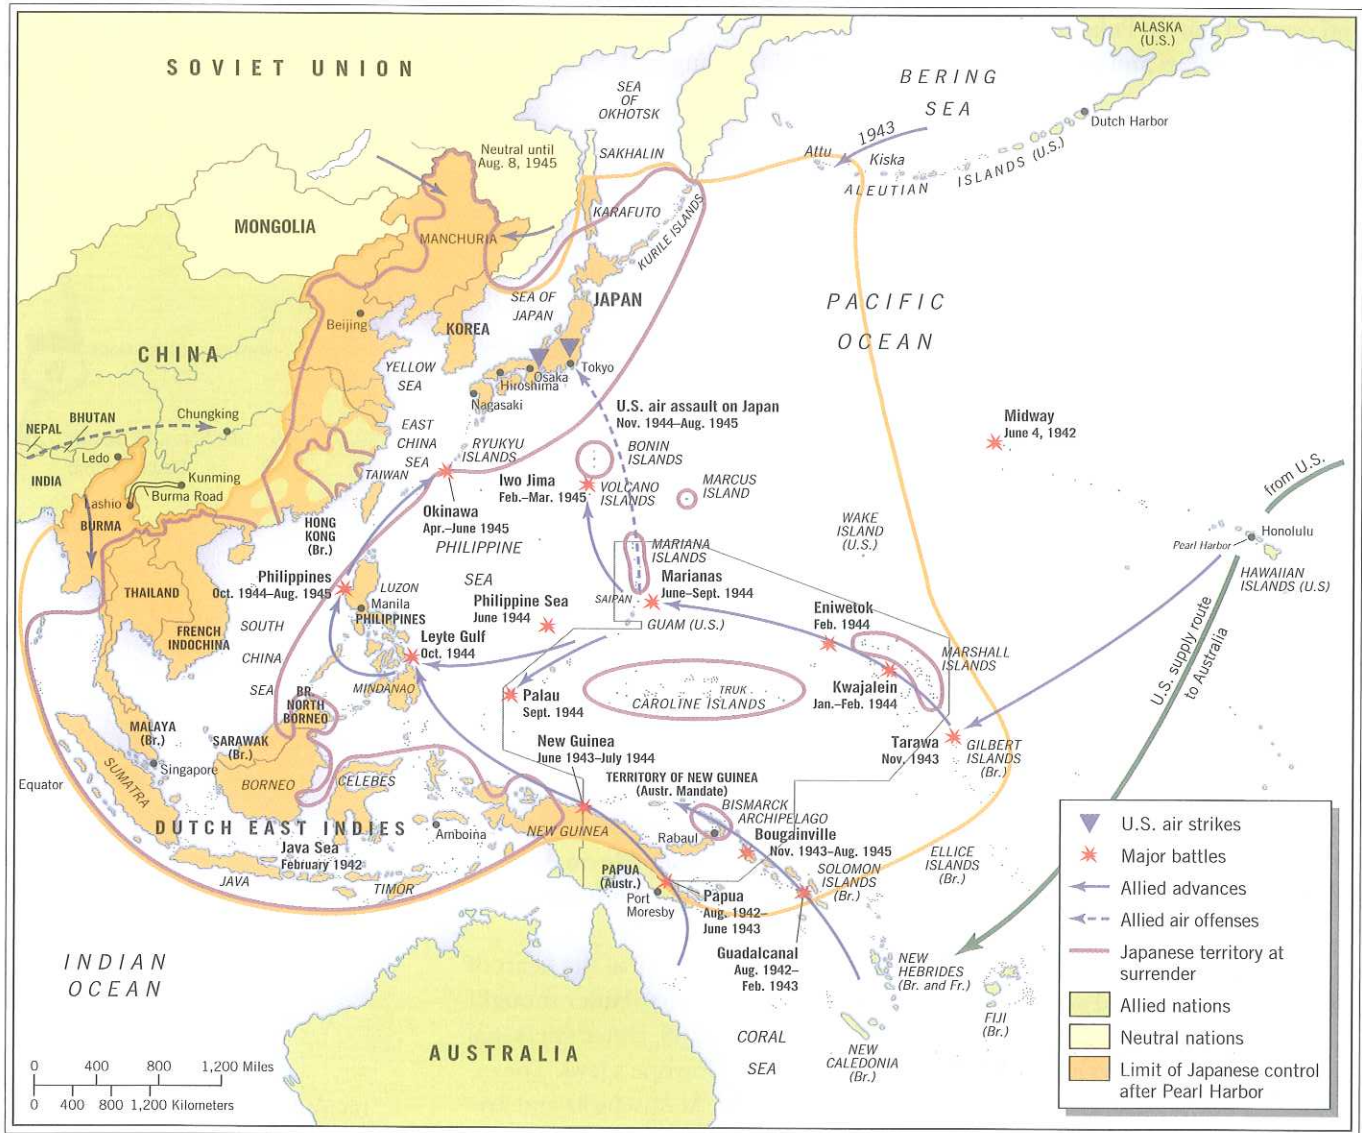 ALASKA
(U.S.)
SOVIET UNION
BERING
SEA
SEA
OF
OKHOTSK
Dutch Harbor
1943
Neutral until
Aug. 8, 1945
SAKHALIN
Attu
Kiska
ALEUTIAN
ISLANDS (U.S.)
KARAFUTO
MONGOLIA
MANCHURIA
KURILE ISLANDS
SEA OF
JAPAN
JAPAN
PACIFIC
OCEAN
Beijing
KOREA
CHINA
YELLOW
SEA
Tokyo
Osaka
Hiroshima
Nagasaki
U.S. air assault on Japan
Nov. 1944–Aug. 1945
Midway
June 4, 1942
NEPAL
BHUTAN
Chungking
EAST
CHINA
SEA
RYUKYU
ISLANDS
BONIN
ISLANDS
Ledo
INDIA
Kunming
Burma Road
Lashio
TAIWAN
Iwo Jima
Feb.–Mar. 1945
VOLCANO
ISLANDS
MARCUS
ISLAND
from U.S.
BURMA
HONG
KONG
(Br.)
Okinawa
Apr.–June 1945
WAKE
ISLAND
(U.S.)
Honolulu
Pearl Harbor
PHILIPPINE
SEA
MARIANA
ISLANDS
HAWAIIAN
ISLANDS (U.S)
THAILAND
Philippines
Oct. 1944–Aug. 1945
LUZON
Manila
PHILIPPINES
Philippine Sea
June 1944
SAIPAN
Marianas
June–Sept. 1944
GUAM (U.S.)
Eniwetok
Feb. 1944
FRENCH
INDOCHINA
SOUTH
CHINA
SEA
Leyte Gulf
Oct. 1944
MARSHALL
ISLANDS
U.S. supply route
to Australia
MINDANAO
Palau
Sept. 1944
TRUK
CAROLINE ISLANDS
Kwajalein
Jan.–Feb. 1944
BR.
NORTH
BORNEO
MALAYA
(Br.)
SARAWAK
(Br.)
New Guinea
June 1943–July 1944
Tarawa
Nov. 1943
GILBERT
ISLANDS
(Br.)
Equator
Singapore
SUMATRA
BORNEO
CELEBES
TERRITORY OF NEW GUINEA
(Austr. Mandate)
BISMARCK
ARCHIPELAGO
DUTCH EAST INDIES
Java Sea
February 1942
Amboina
NEW GUINEA
Rabaul
Bougainville
Nov. 1943–Aug. 1945
JAVA
TIMOR
PAPUA
(Austr.)
Port
Moresby
Papua
Aug. 1942–
June 1943
SOLOMON
ISLANDS
(Br.)
ELLICE
ISLANDS
(Br.)
Guadalcanal
Aug. 1942–
Feb. 1943
INDIAN
OCEAN
NEW
HEBRIDES
(Br. and Fr.)
FIJI
(Br.)
CORAL
SEA
NEW
CALEDONIA
(Br.)
AUSTRALIA
0 400 800 1,200 Miles
0 400 800 1,200 Kilometers
U.S. air strikes
Major battles
Allied advances
Allied air offenses
Japanese territory at
surrender
Allied nations
Neutral nations
Limit of Japanese control
after Pearl Harbor